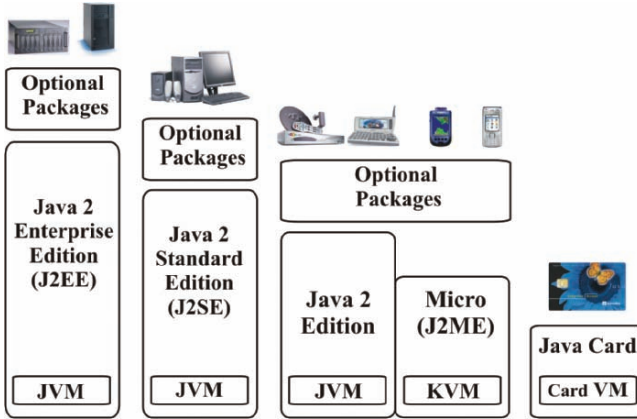 Optional
Packages
Java 2
Enterprise
Edition
(J2EE)
JVM
Optional
Packages
Java 2
Standard
Edition
(J2SE)
JVM
Optional
Packages
Java 2
Edition
JVM
Micro
(J2ME)
KVM
Java Card
Card VM